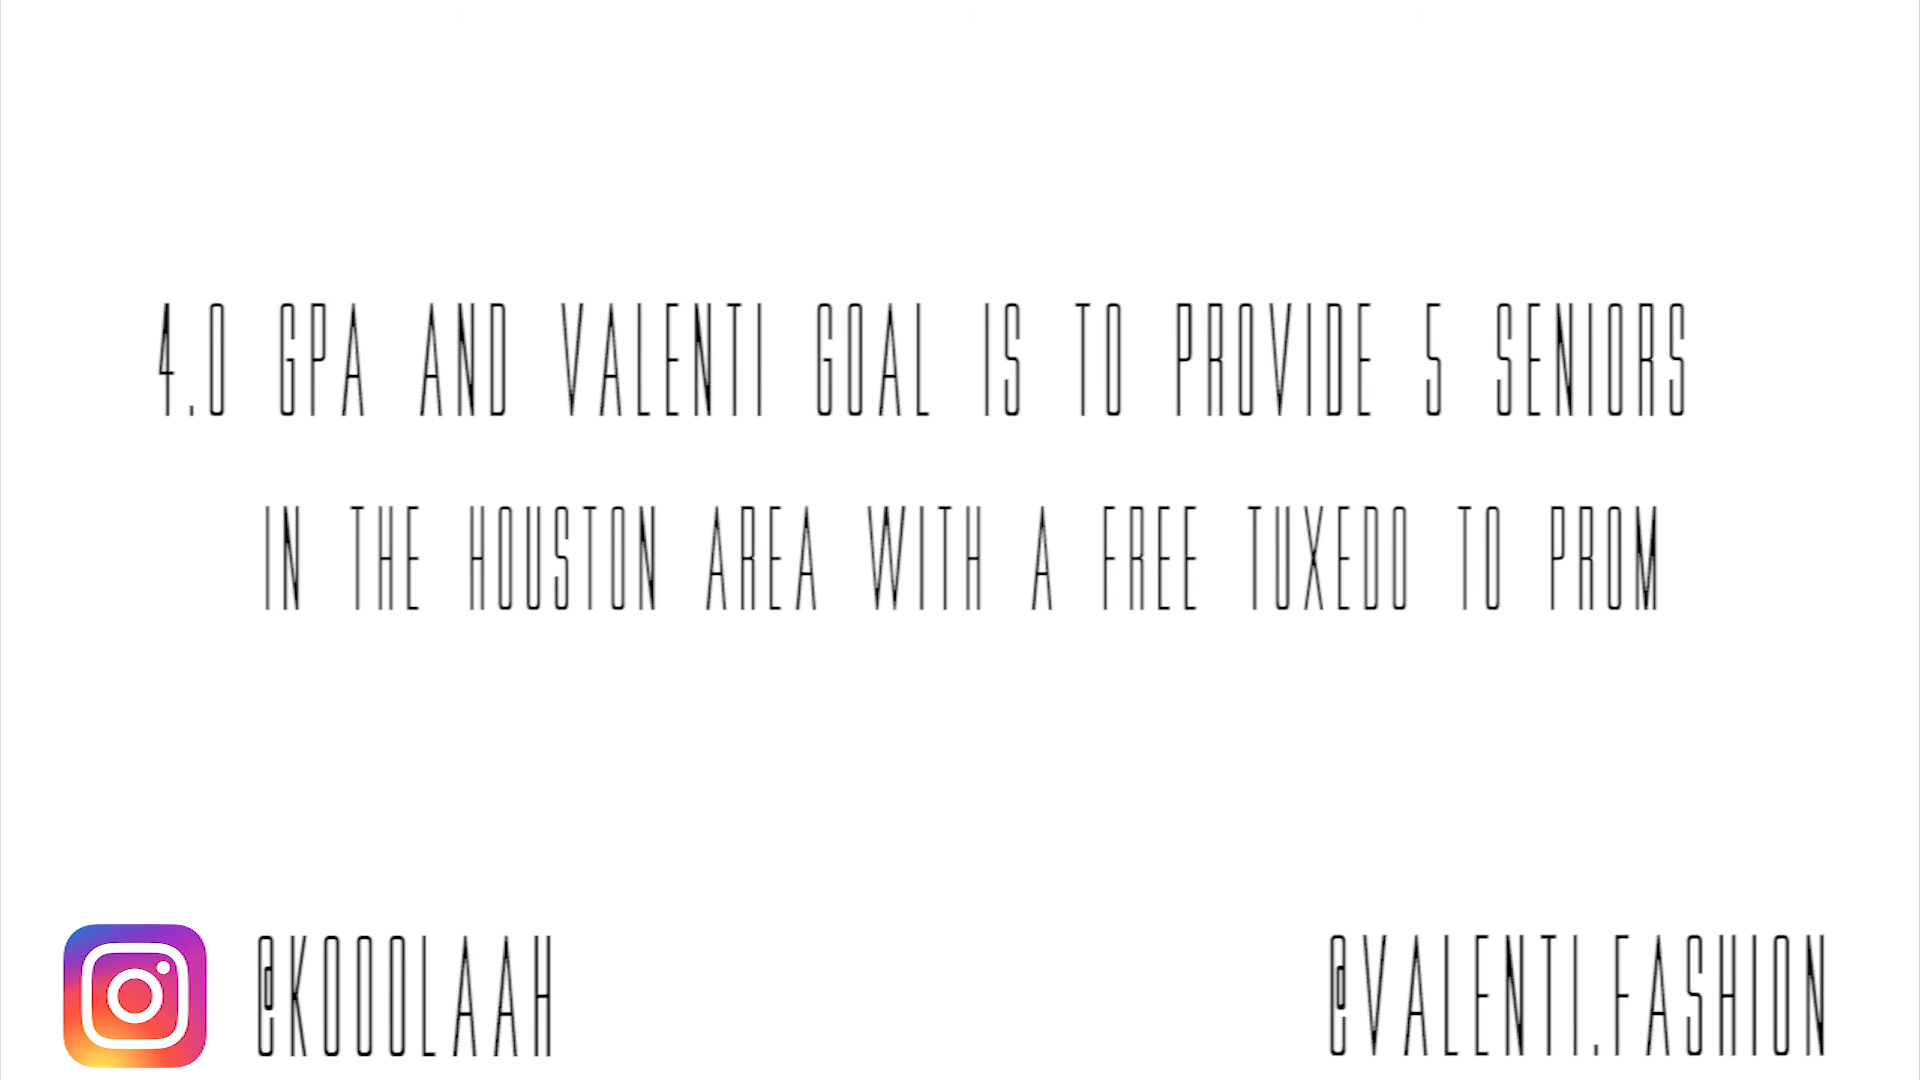 4.0 GPA AND VALENTI GOAL IS TO PROVIDE 5 SENIORS
IN THE HOUSTON AREA WITH A FREE TUXEDO TO PROM
@KOOOLAAH
@VALENTI.FASHION